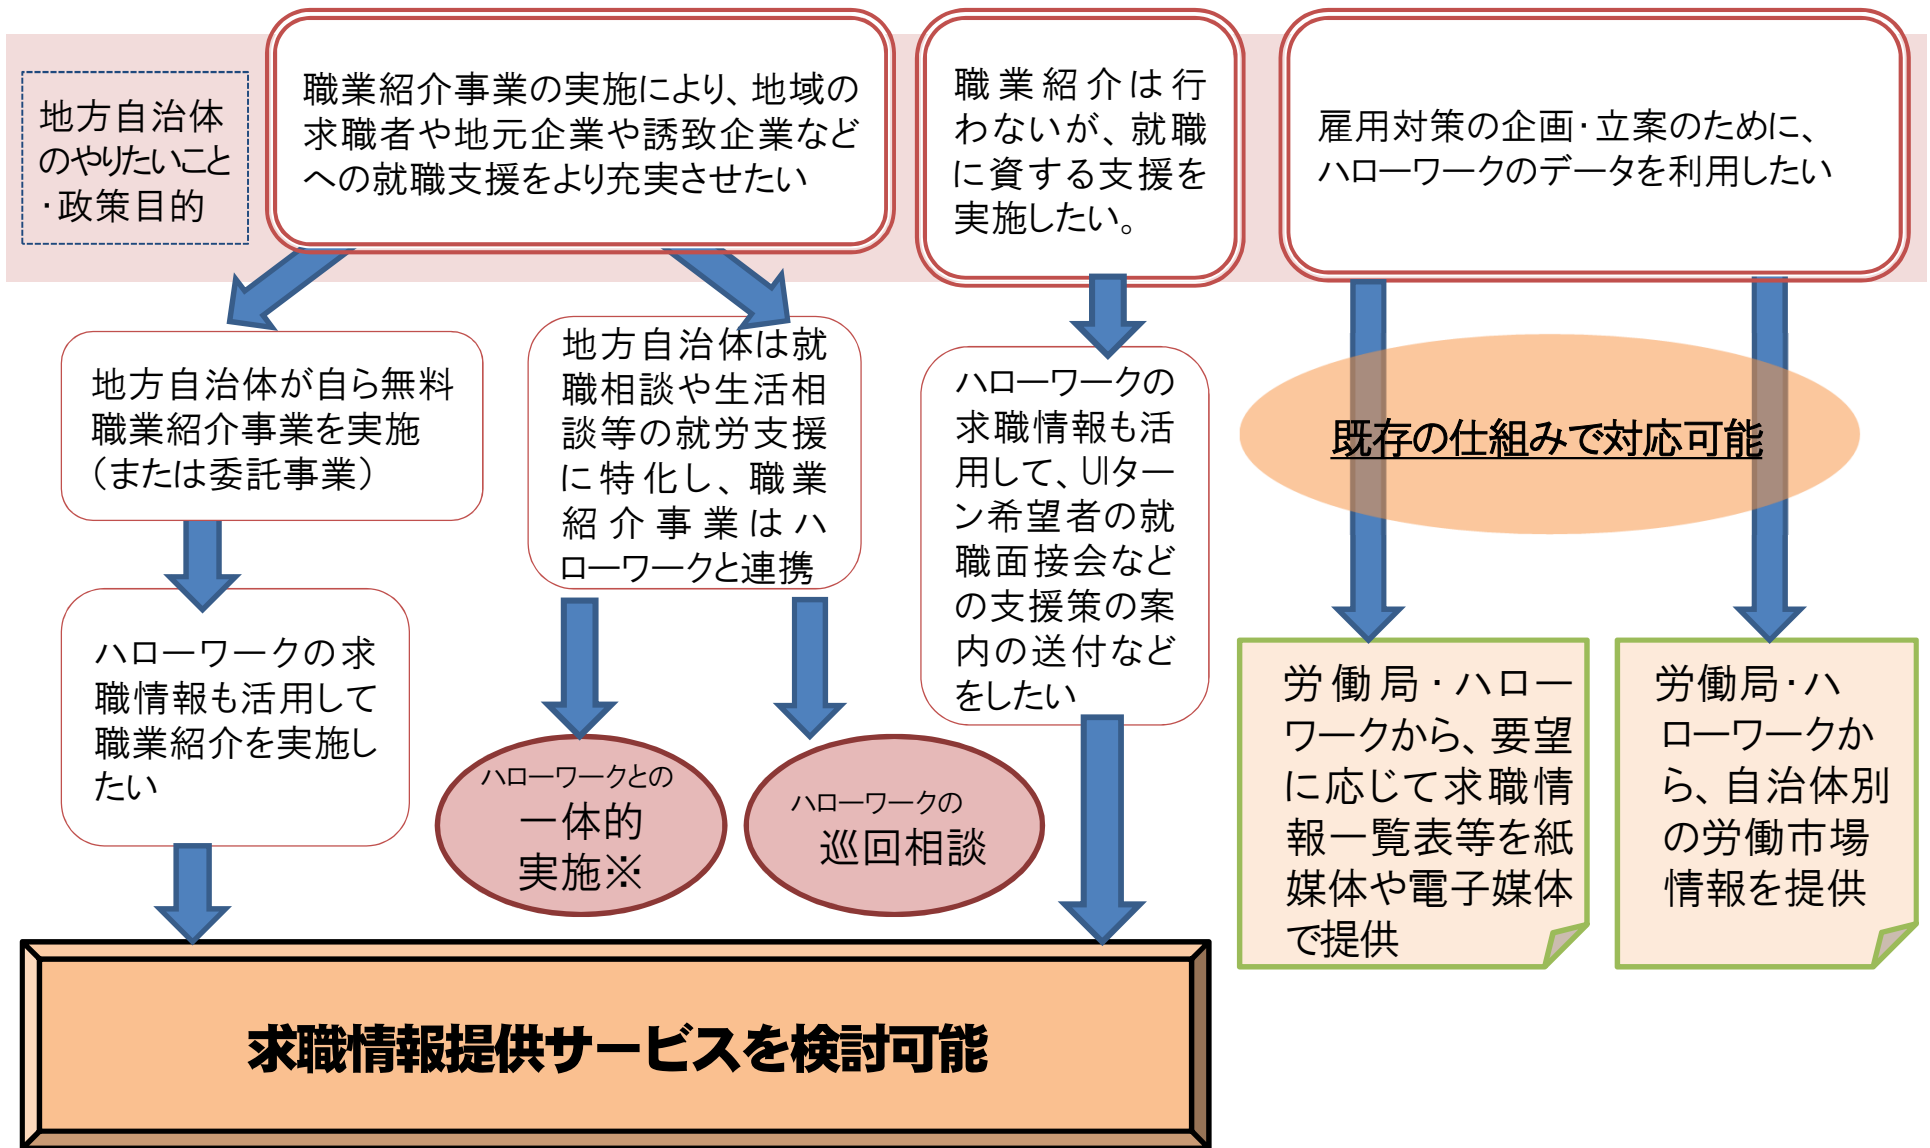 地方自治体
のやりたいこと
・政策目的
職業紹介事業の実施により、地域の
求職者や地元企業や誘致企業など
への就職支援をより充実させたい
職業紹介は行
わないが、就職
に資する支援を
実施したい。
雇用対策の企画・立案のために、
ハローワークのデータを利用したい
地方自治体が自ら無料
職業紹介事業を実施
（または委託事業）
地方自治体は就
職相談や生活相
談等の就労支援
に特化し、職業
紹介事業はハ
ローワークと連携
ハローワークの
求職情報も活
用して、UIター
ン希望者の就
職面接会など
の支援策の案
内の送付など
をしたい
既存の仕組みで対応可能
ハローワークの求
職情報も活用して
職業紹介を実施し
たい
ハローワークとの
一体的
実施※
ハローワークの
巡回相談
労働局・ハロー
ワークから、要望
に応じて求職情
報一覧表等を紙
媒体や電子媒体
で提供
労働局・ハ
ローワークか
ら、自治体別
の労働市場
情報を提供
求職情報提供サービスを検討可能